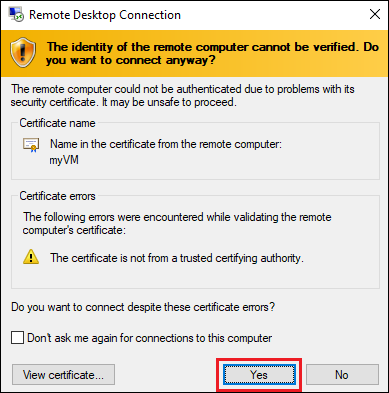 Remote Desktop Connection
The identity of the remote computer cannot be verified. Do
you want to connect anyway?
The remote computer could not be authenticated due to problems with its
security certificate. It may be unsafe to proceed.
Certificate name
Name in the certificate from the remote computer:
myVM
Certificate errors
The following errors were encountered while validating the remote
computer's certificate:
The certificate is not from a trusted certifying authority.
Do you want to connect despite these certificate errors?
Don't ask me again for connections to this computer
View certificate... Yes No